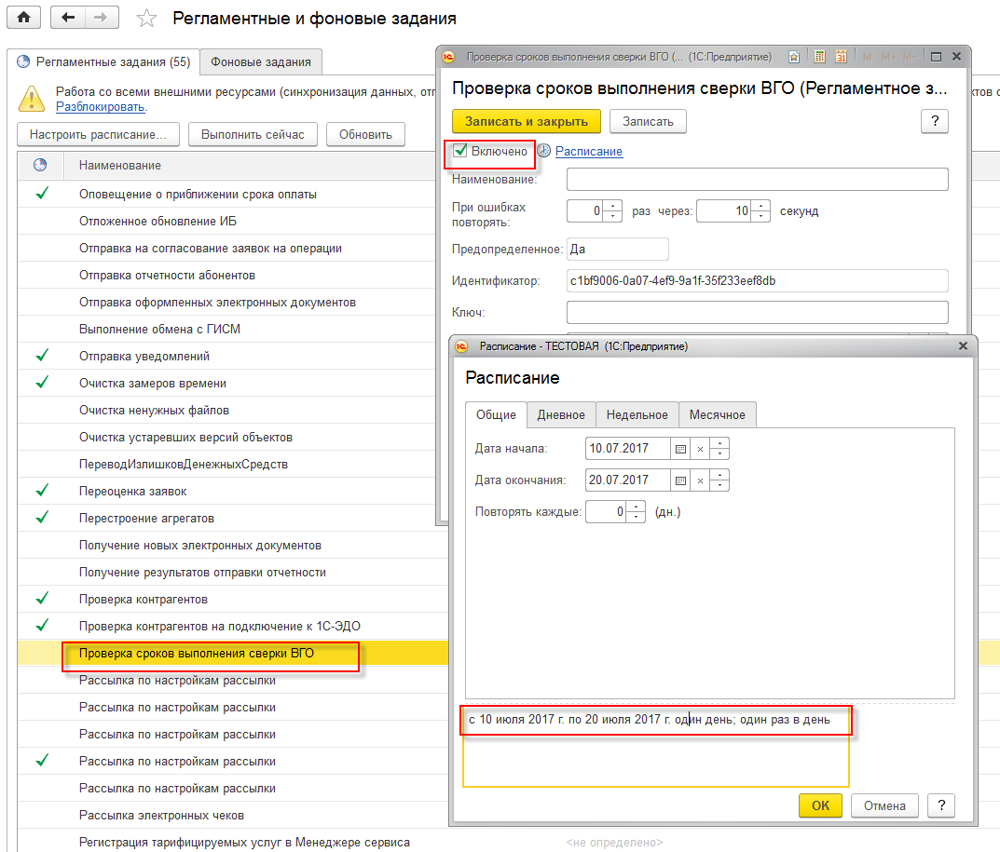 Регламентные и фоновые задания
Регламентные задания (55)
Фоновые задания
Работа со всеми внешними ресурсами (синхронизация данных, отп
Разблокировать.
Настроить расписание...
Выполнить сейчас
Обновить
Наименование
Оповещение о приближении срока оплаты
Отложенное обновление ИБ
Отправка на согласование заявок на операции
Отправка отчетности абонентов
Отправка оформленных электронных документов
Выполнение обмена с ГИСМ
Отправка уведомлений
Очистка замеров времени
Очистка ненужных файлов
Очистка устаревших версий объектов
ПереводИзлишковДенежныхСредств
Переоценка заявок
Перестроение агрегатов
Получение новых электронных документов
Получение результатов отправки отчетности
Проверка контрагентов
Проверка контрагентов на подключение к 1С-ЭДО
Проверка сроков выполнения сверки ВГО
Рассылка по настройкам рассылки
Рассылка по настройкам рассылки
Рассылка по настройкам рассылки
Рассылка по настройкам рассылки
Рассылка по настройкам рассылки
Рассылка электронных чеков
Регистрация тарифицируемых услуг в Менеджере сервиса
<не определено>
Проверка сроков выполнения сверки ВГО (... (1С:Предприятие)
31
M M+ M-
Проверка сроков выполнения сверки ВГО (Регламентное з...
Записать и закрыть
Записать
?
Включено
Расписание
Наименование:
При ошибках
повторять:
0
раз через:
10
секунд
Предопределенное:
Да
Идентификатор:
c1bf9006-0a07-4ef9-9a1f-35f233eef8db
Ключ:
Расписание - ТЕСТОВАЯ (1С:Предприятие)
Расписание
Общие
Дневное
Недельное
Месячное
Дата начала:
10.07.2017
Дата окончания:
20.07.2017
Повторять каждые:
0
(дн.)
с 10 июля 2017 г. по 20 июля 2017 г. один день; один раз в день
ОК
Отмена
?